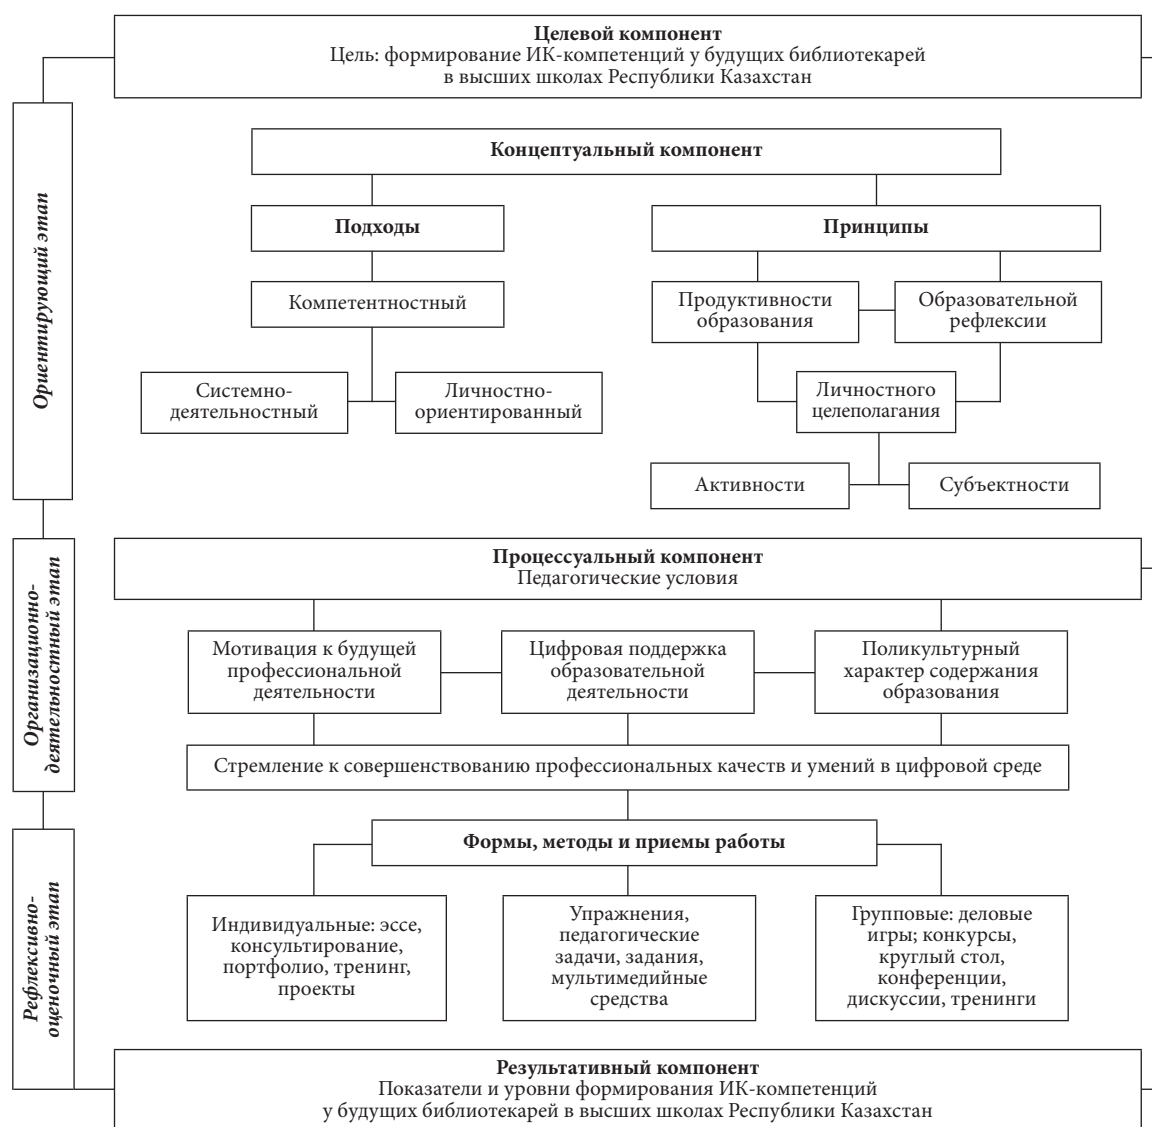 Целевой компонент
Цель: формирование ИК-компетенций у будущих библиотекарей
в высших школах Республики Казахстан
Ориентирующий этап
Концептуальный компонент
Подходы
Принципы
Компетентностный
Продуктивности
образования
Образовательной
рефлексии
Системно-
деятельностный
Личностно-
ориентированный
Личностного
целеполагания
Активности
Субъектности
Организационно-
деятельностный этап
Процессуальный компонент
Педагогические условия
Мотивация к будущей
профессиональной
деятельности
Цифровая поддержка
образовательной
деятельности
Поликультурный
характер содержания
образования
Стремление к совершенствованию профессиональных качеств и умений в цифровой среде
Рефлексивно-
оценочный этап
Формы, методы и приемы работы
Индивидуальные: эссе,
консультирование,
портфолио, тренинг,
проекты
Упражнения,
педагогические
задачи, задания,
мультимедийные
средства
Групповые: деловые
игры; конкурсы,
круглый стол,
конференции,
дискуссии, тренинги
Результативный компонент
Показатели и уровни формирования ИК-компетенций
у будущих библиотекарей в высших школах Республики Казахстан